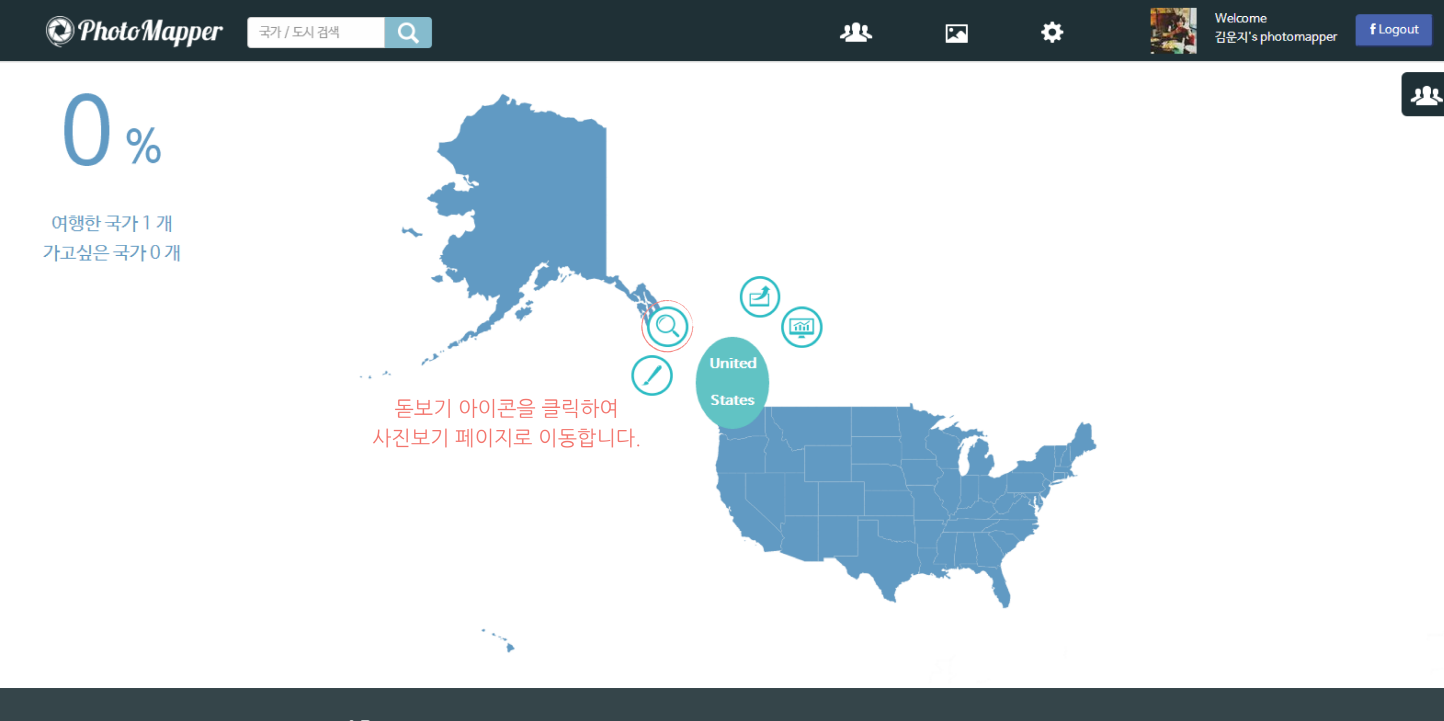 PhotoMapper
국가 / 도시 검색
Welcome
김운지's photomapper
f Logout
0 %
여행한 국가 1 개
가고싶은 국가 0 개
United
States
돋보기 아이콘을 클릭하여
사진보기 페이지로 이동합니다.